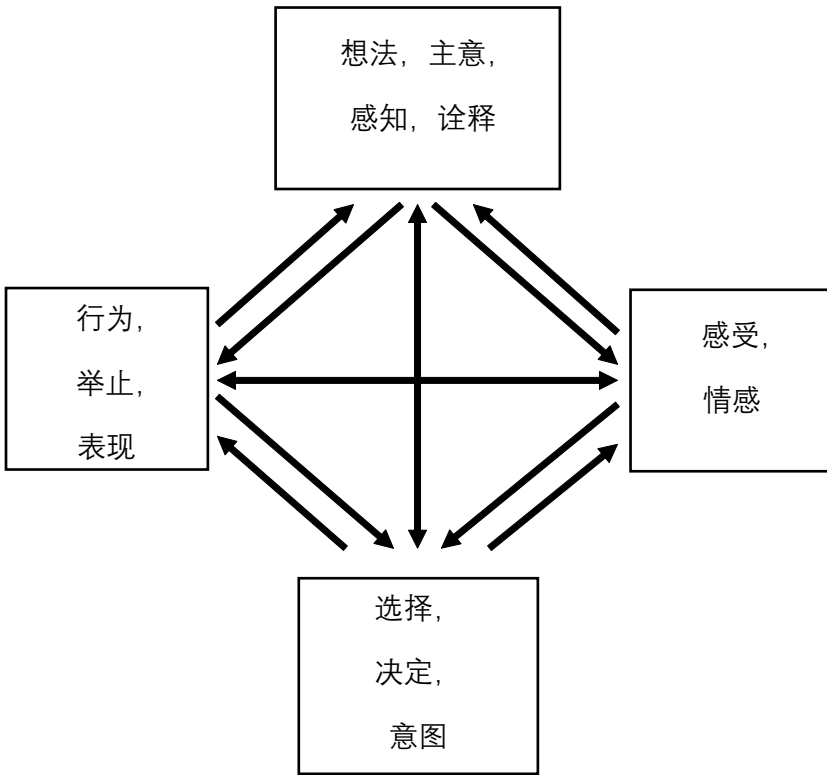 想法，主意，
感知，诠释
行为，
举止，
表现
感受，
情感
选择，
决定，
意图